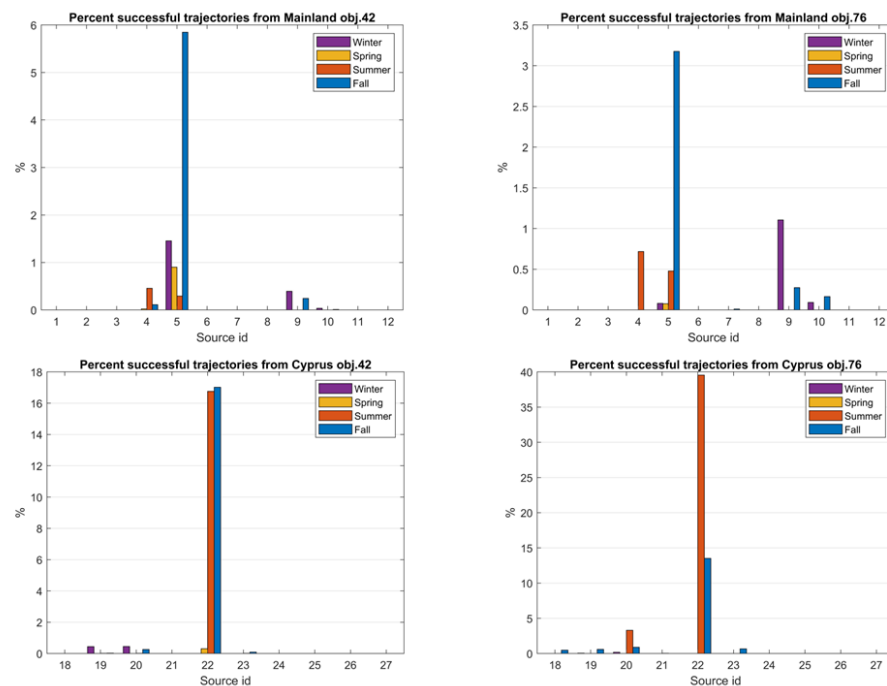 Percent successful trajectories from Mainland obj.42
6
5
4
3
2
1
0
%
1 2 3 4 5 6 7 8 9 10 11 12
Source id
Winter
Spring
Summer
Fall
Percent successful trajectories from Mainland obj.76
3.5
3
2.5
2
1.5
1
0.5
0
%
1 2 3 4 5 6 7 8 9 10 11 12
Source id
Winter
Spring
Summer
Fall
Percent successful trajectories from Cyprus obj.42
18
16
14
12
10
8
6
4
2
0
%
18 19 20 21 22 23 24 25 26 27
Source id
Winter
Spring
Summer
Fall
Percent successful trajectories from Cyprus obj.76
40
35
30
25
20
15
10
5
0
%
18 19 20 21 22 23 24 25 26 27
Source id
Winter
Spring
Summer
Fall